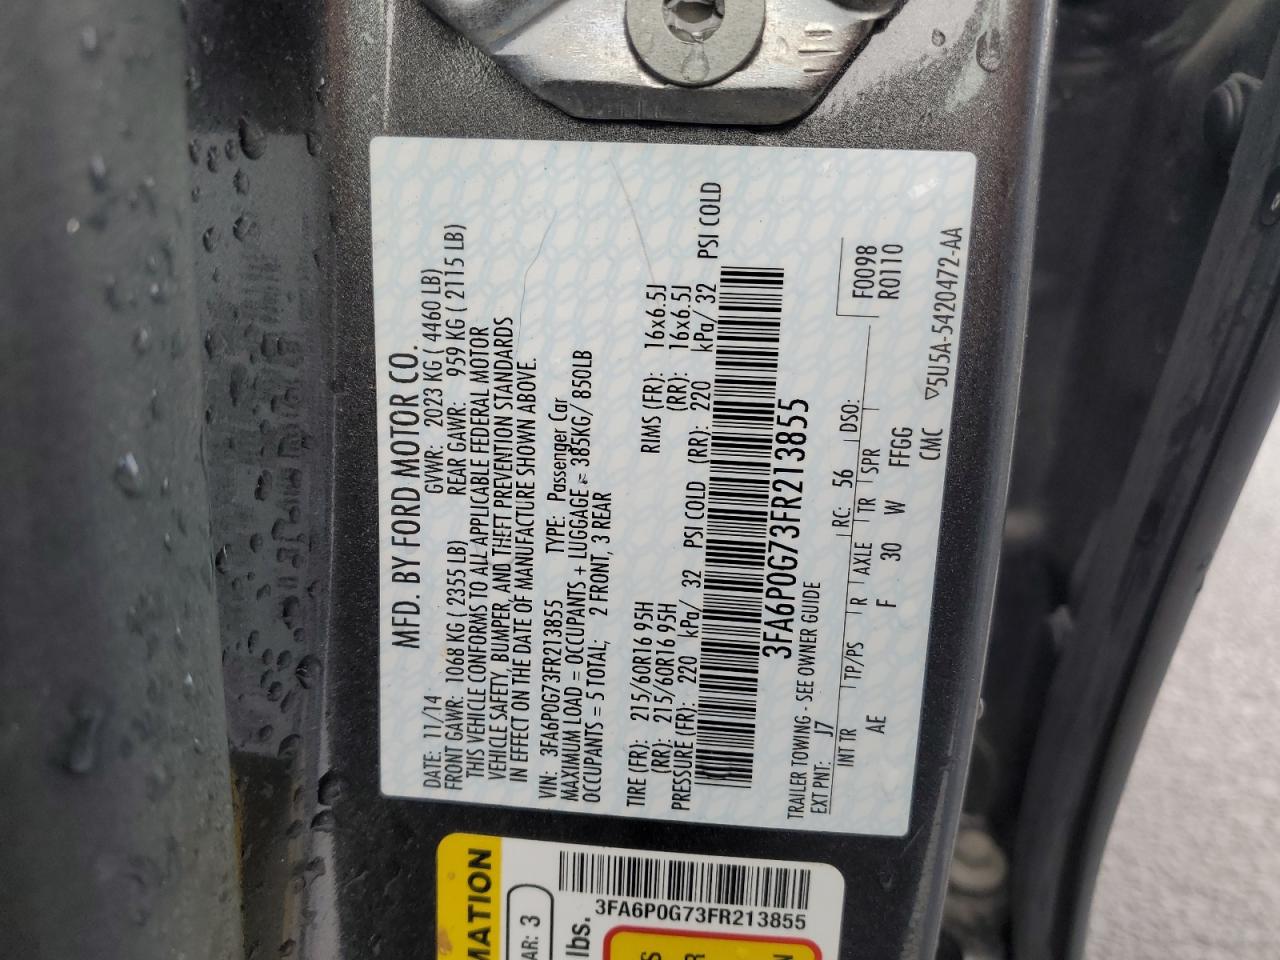 MFD. BY FORD MOTOR CO.
DATE: 11/14 GVWR: 2023 KG ( 4460 LB)
FRONT GAWR: 1068 KG ( 2355 LB) REAR GAWR: 959 KG ( 2115 LB)
THIS VEHICLE CONFORMS TO ALL APPLICABLE FEDERAL MOTOR
VEHICLE SAFETY, BUMPER, AND THEFT PREVENTION STANDARDS
IN EFFECT ON THE DATE OF MANUFACTURE SHOWN ABOVE.
VIN: 3FA6P0G73FR213855 TYPE: Passenger Car
MAXIMUM LOAD = OCCUPANTS + LUGGAGE = 385KG/ 850LB
OCCUPANTS = 5 TOTAL; 2 FRONT, 3 REAR
TIRE (FR): 215/60R16 95H RIMS (FR): 16x6.5J
(RR): 215/60R16 95H (RR): 16x6.5J
PRESSURE (FR): 220 kPa/ 32 PSI COLD (RR): 220 kPa/ 32 PSI COLD
3FA6P0G73FR213855
TRAILER TOWING - SEE OWNER GUIDE
EXT PNT: J7 RC: 56 DSO: F0098
R0110
INT TR TP/PS R AXLE TR SPR
AE F 30 W FFGG
CMC ▽5U5A-5420472-AA
MATION
AR: 3
lbs.
3FA6P0G73FR213855
S
R
N